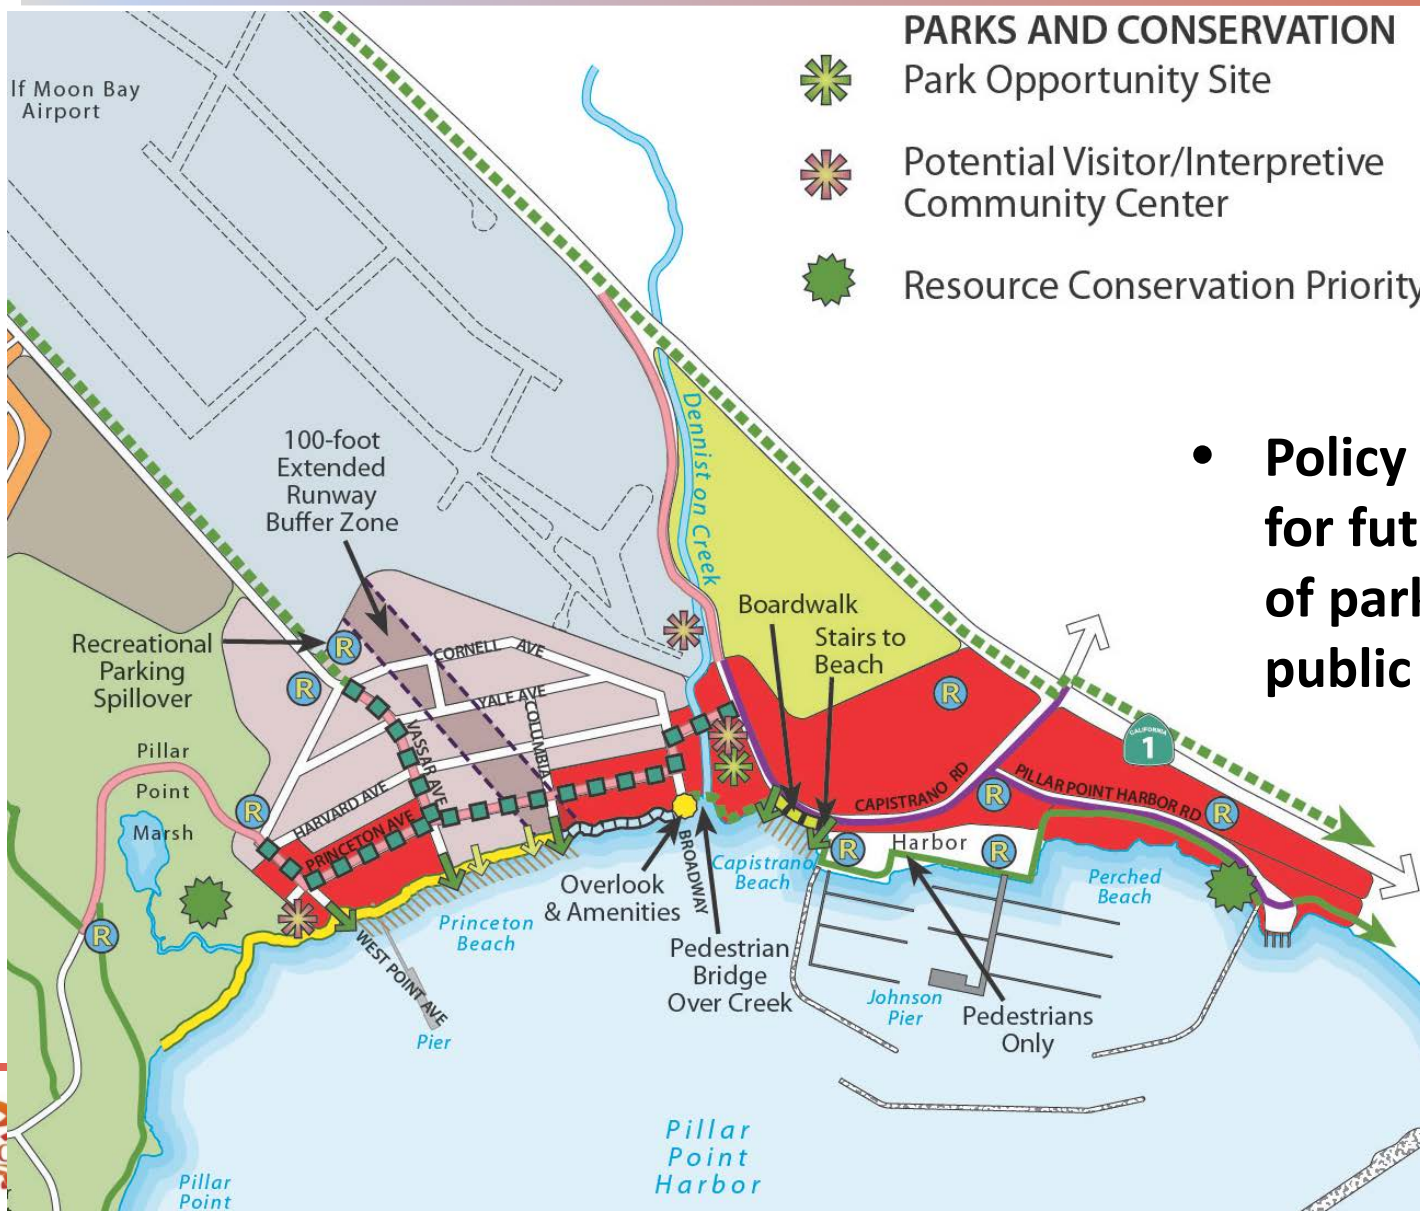 PARKS AND CONSERVATION
Park Opportunity Site
Potential Visitor/Interpretive
Community Center
Resource Conservation Priority
lf Moon Bay
Airport
Dennist on Creek
100-foot
Extended
Runway
Buffer Zone
• Policy
for fut
of park
public
Recreational
Parking
Spillover
R
R
CORNELL AVE
YALE AVE
COLUMBIA
VASSAR AVE
HARVARD AVE
PRINCETON AVE
Boardwalk
Stairs to
Beach
R
CALIFORNIA
1
CAPISTRANO RD
PILLAR POINT HARBOR RD
R
R
Pillar
Point
Marsh
R
R
Harbor
R
R
Capistrano
Beach
Perched
Beach
BROADWAY
Overlook
& Amenities
Princeton
Beach
R
WEST POINT AVE
Pier
Pedestrian
Bridge
Over Creek
Johnson
Pier
Pedestrians
Only
Pillar
Point
Harbor
Pillar
Point